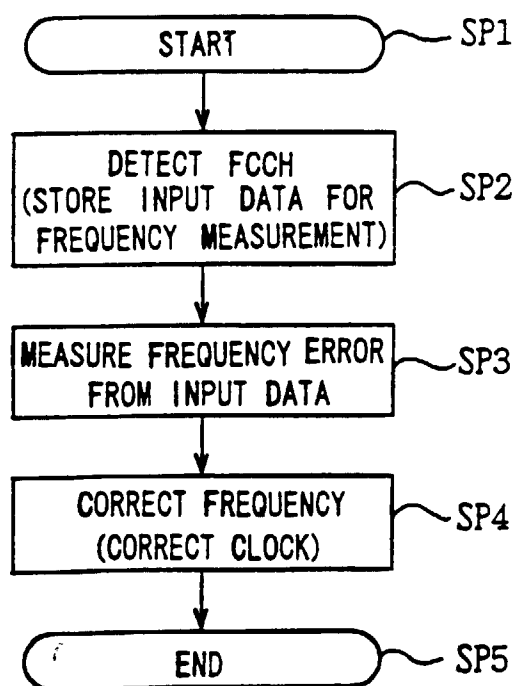 START
SP1
DETECT FCCH
(STORE INPUT DATA FOR
FREQUENCY MEASUREMENT)
SP2
MEASURE FREQUENCY ERROR
FROM INPUT DATA
SP3
CORRECT FREQUENCY
(CORRECT CLOCK)
SP4
END
SP5